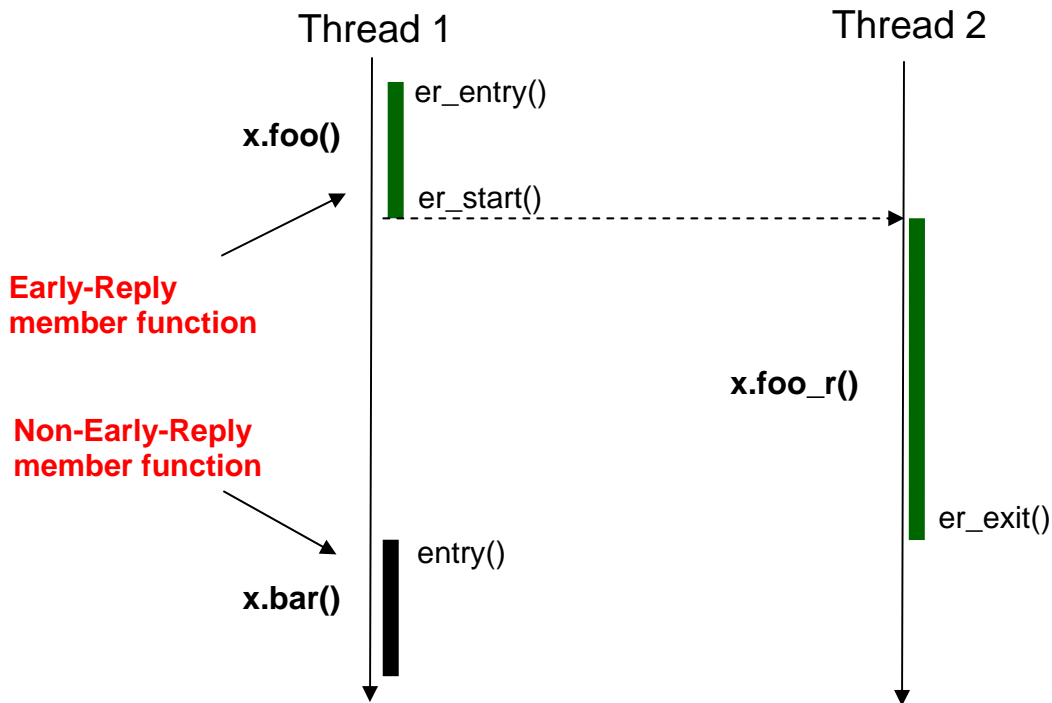 Thread 1
Thread 2
er_entry()
x.foo()
er_start()
Early-Reply
member function
x.foo_r()
Non-Early-Reply
member function
er_exit()
entry()
x.bar()